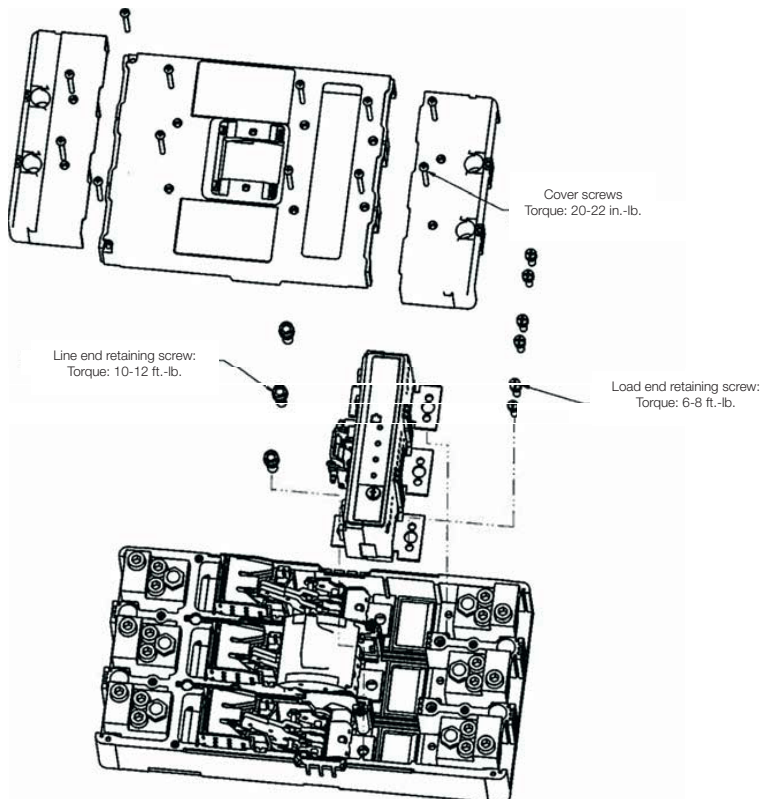 Cover screws
Torque: 20-22 in.-lb.
Line end retaining screw:
Torque: 10-12 ft.-lb.
Load end retaining screw:
Torque: 6-8 ft.-lb.